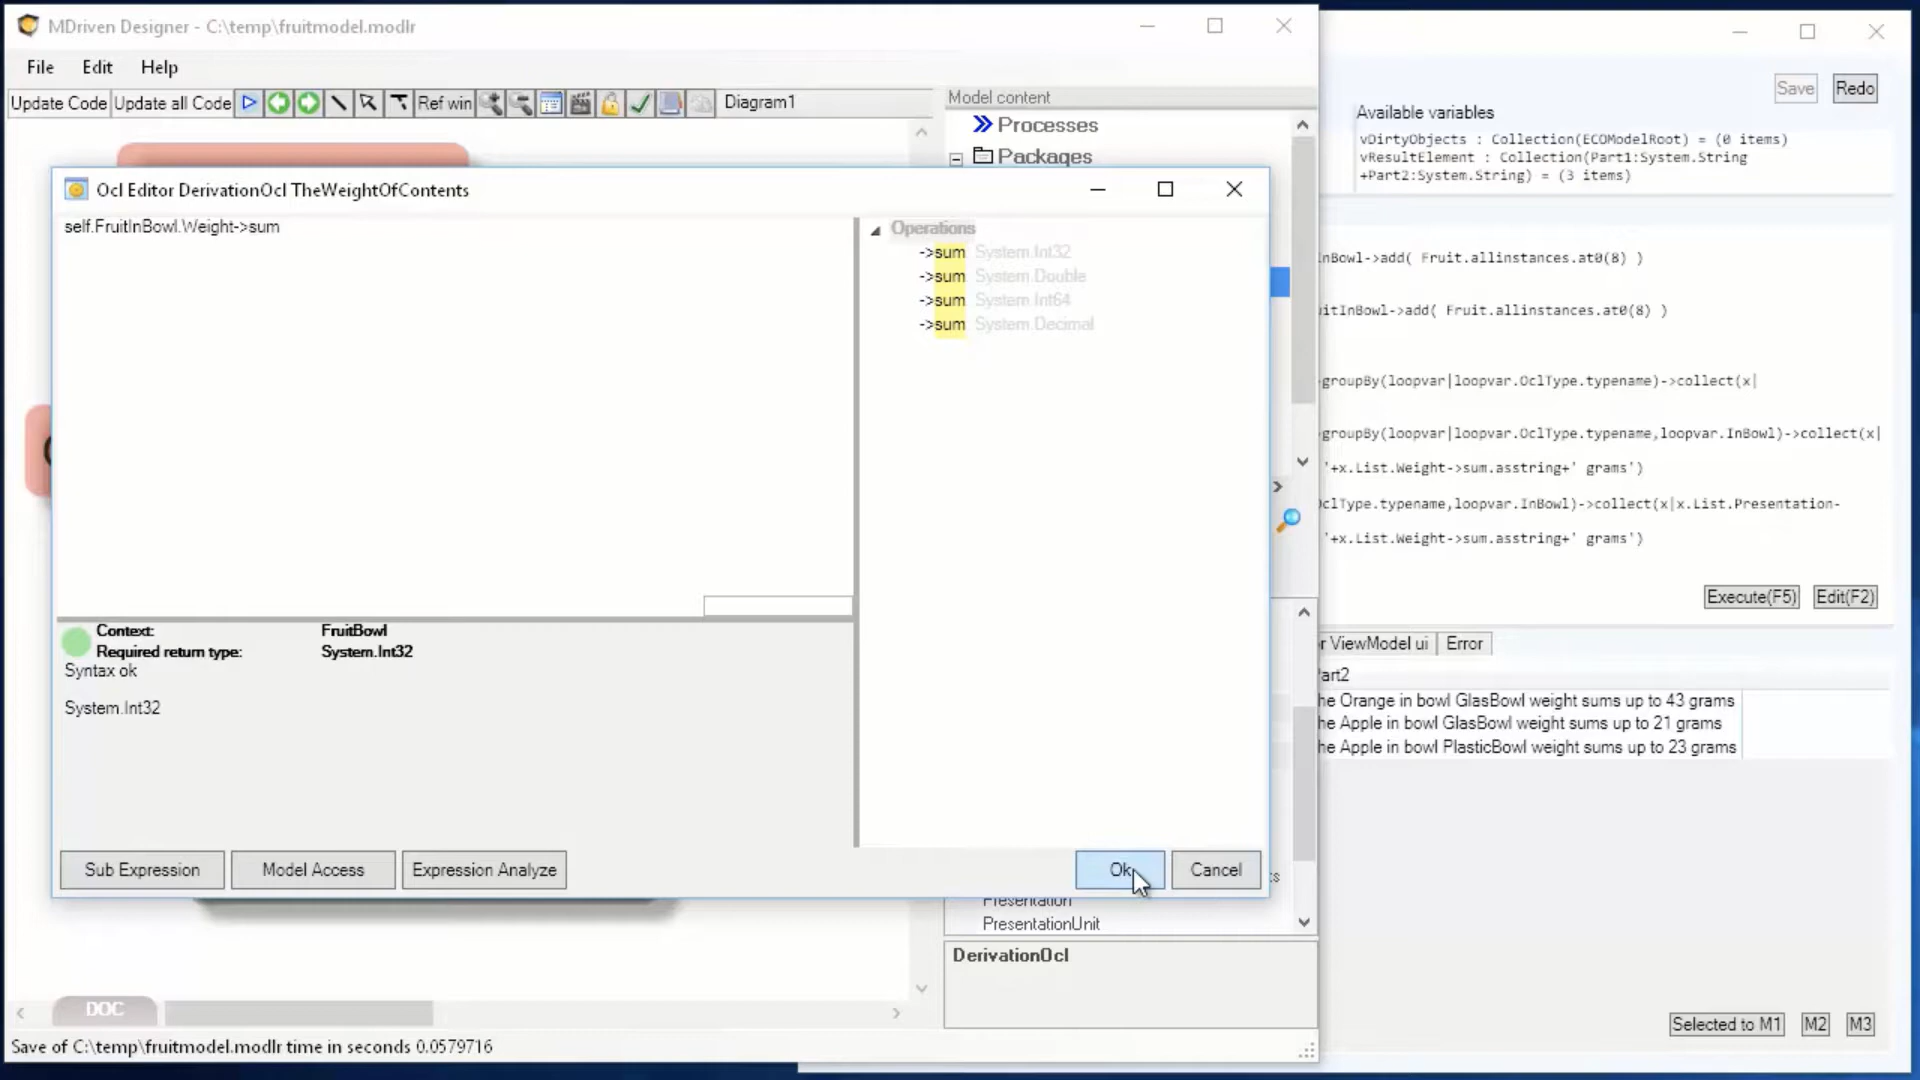 MDriven Designer - C:\temp\fruitmodel.modlr
File Edit Help
Update Code Update all Code Ref win Diagram1
Model content
Processes
Packages
Ocl Editor DerivationOcl TheWeightOfContents
self.FruitInBowl.Weight->sum
Operations
->sum System.Int32
->sum System.Double
->sum System.Int64
->sum System.Decimal
Context: FruitBowl
Required return type: System.Int32
Syntax ok
System.Int32
Sub Expression Model Access Expression Analyze Ok Cancel
Presentation
PresentationUnit
DerivationOcl
DOC
Save of C:\temp\fruitmodel.modlr time in seconds 0.0579716
Save Redo
Available variables
vDirtyObjects : Collection(ECOModelRoot) = (0 items)
vResultElement : Collection(Part1:System.String
+Part2:System.String) = (3 items)
nBowl->add( Fruit.allinstances.at0(8) )
uitInBowl->add( Fruit.allinstances.at0(8) )
groupBy(loopvar|loopvar.OclType.typename)->collect(x|
groupBy(loopvar|loopvar.OclType.typename,loopvar.InBowl)->collect(x|
'+x.List.Weight->sum.asstring+' grams')
OclType.typename,loopvar.InBowl)->collect(x|x.List.Presentation-
'+x.List.Weight->sum.asstring+' grams')
Execute(F5) Edit(F2)
r ViewModel ui Error
Part2
he Orange in bowl GlasBowl weight sums up to 43 grams
he Apple in bowl GlasBowl weight sums up to 21 grams
he Apple in bowl PlasticBowl weight sums up to 23 grams
Selected to M1 M2 M3